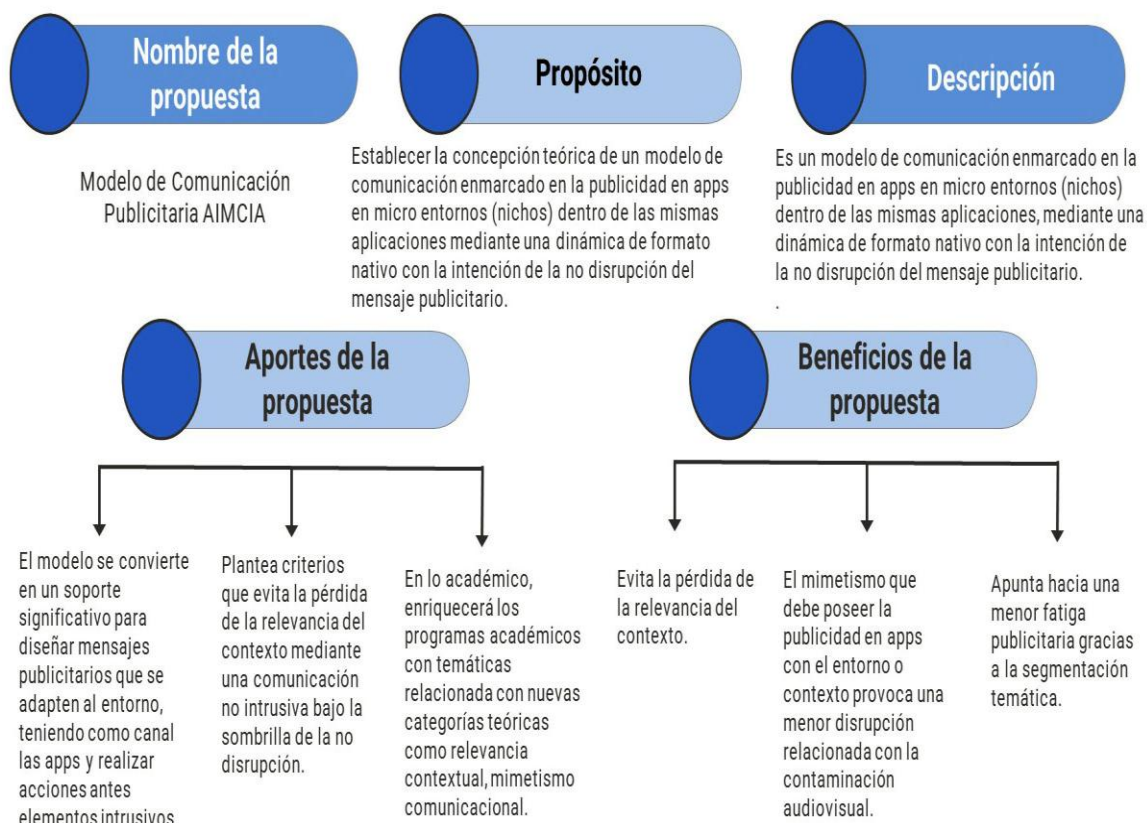 Nombre de la
propuesta
Modelo de Comunicación
Publicitaria AIMCIA
Propósito
Establecer la concepción teórica de un modelo de
comunicación enmarcado en la publicidad en apps
en micro entornos (nichos) dentro de las mismas
aplicaciones mediante una dinámica de formato
nativo con la intención de la no disrupción del
mensaje publicitario.
Descripción
Es un modelo de comunicación enmarcado en la
publicidad en apps en micro entornos (nichos)
dentro de las mismas aplicaciones, mediante una
dinámica de formato nativo con la intención de
la no disrupción del mensaje publicitario.
.
Aportes de la
propuesta
El modelo se convierte
en un soporte
significativo para
diseñar mensajes
publicitarios que se
adapten al entorno,
teniendo como canal
las apps y realizar
acciones antes
elementos intrusivos
Plantea criterios
que evita la pérdida
de la relevancia del
contexto mediante
una comunicación
no intrusiva bajo la
sombrilla de la no
disrupción.
En lo académico,
enriquecerá los
programas académicos
con temáticas
relacionada con nuevas
categorías teóricas
como relevancia
contextual, mimetismo
comunicacional.
Beneficios de la
propuesta
Evita la pérdida de
la relevancia del
contexto.
El mimetismo que
debe poseer la
publicidad en apps
con el entorno o
contexto provoca una
menor disrupción
relacionada con la
contaminación
audiovisual.
Apunta hacia una
menor fatiga
publicitaria gracias
a la segmentación
temática.